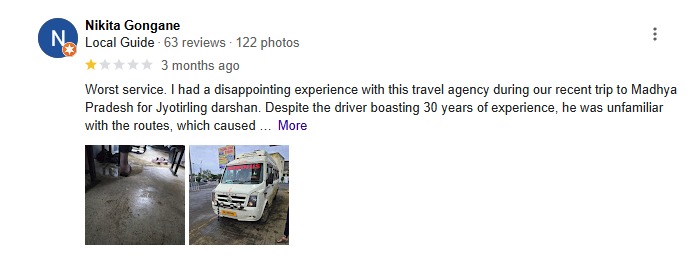 N
Nikita Gongane
Local Guide · 63 reviews · 122 photos
3 months ago
Worst service. I had a disappointing experience with this travel agency during our recent trip to Madhya
Pradesh for Jyotirling darshan. Despite the driver boasting 30 years of experience, he was unfamiliar
with the routes, which caused ... More